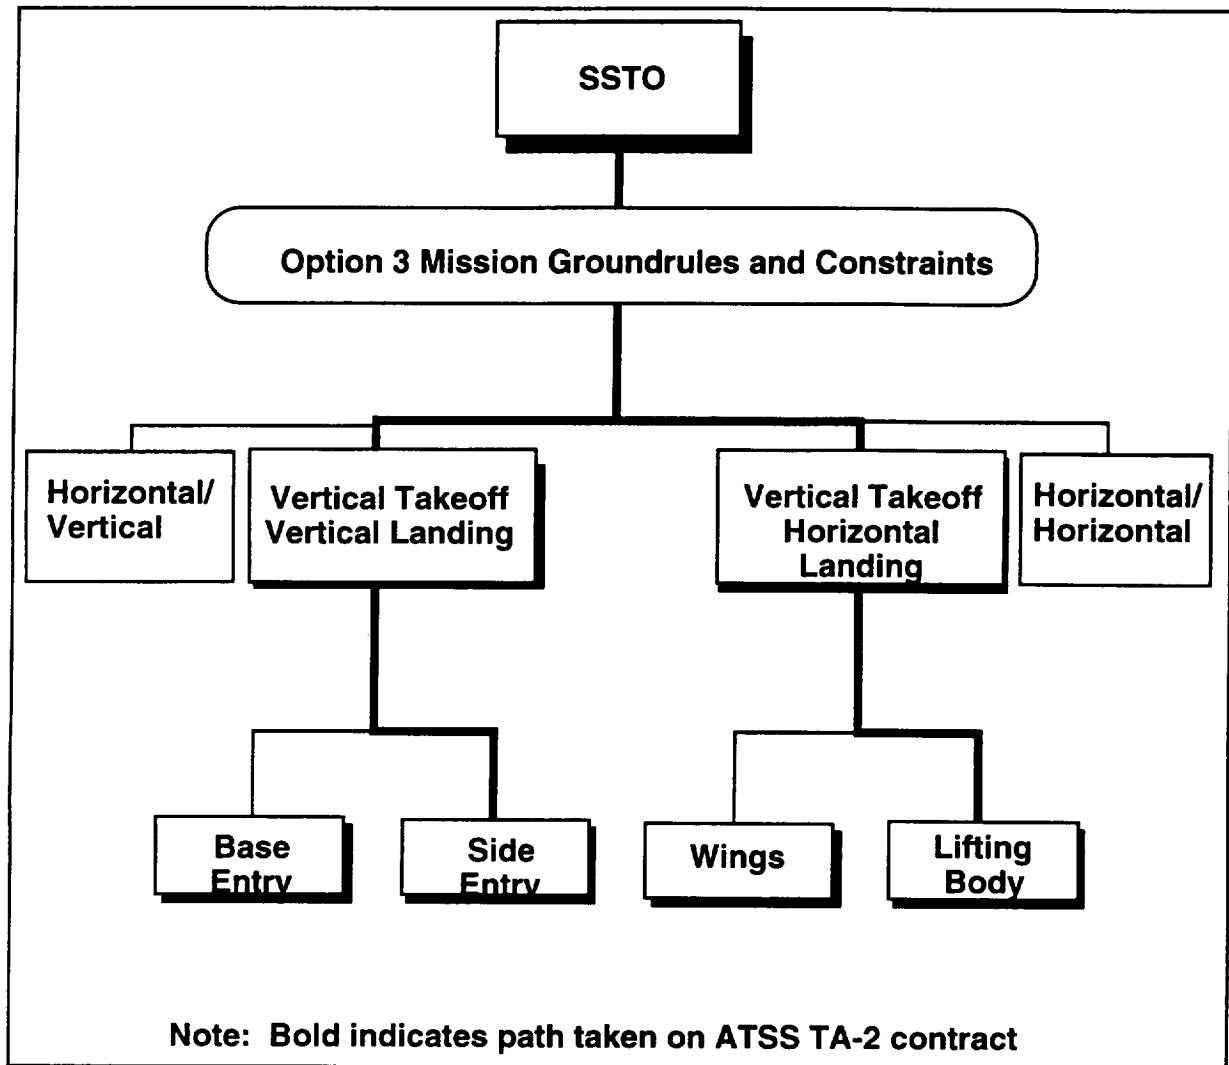 SSTO
Option 3 Mission Groundrules and Constraints
Horizontal/
Vertical
Vertical Takeoff
Vertical Landing
Vertical Takeoff
Horizontal
Landing
Horizontal/
Horizontal
Base
Entry
Side
Entry
Wings
Lifting
Body
Note: Bold indicates path taken on ATSS TA-2 contract